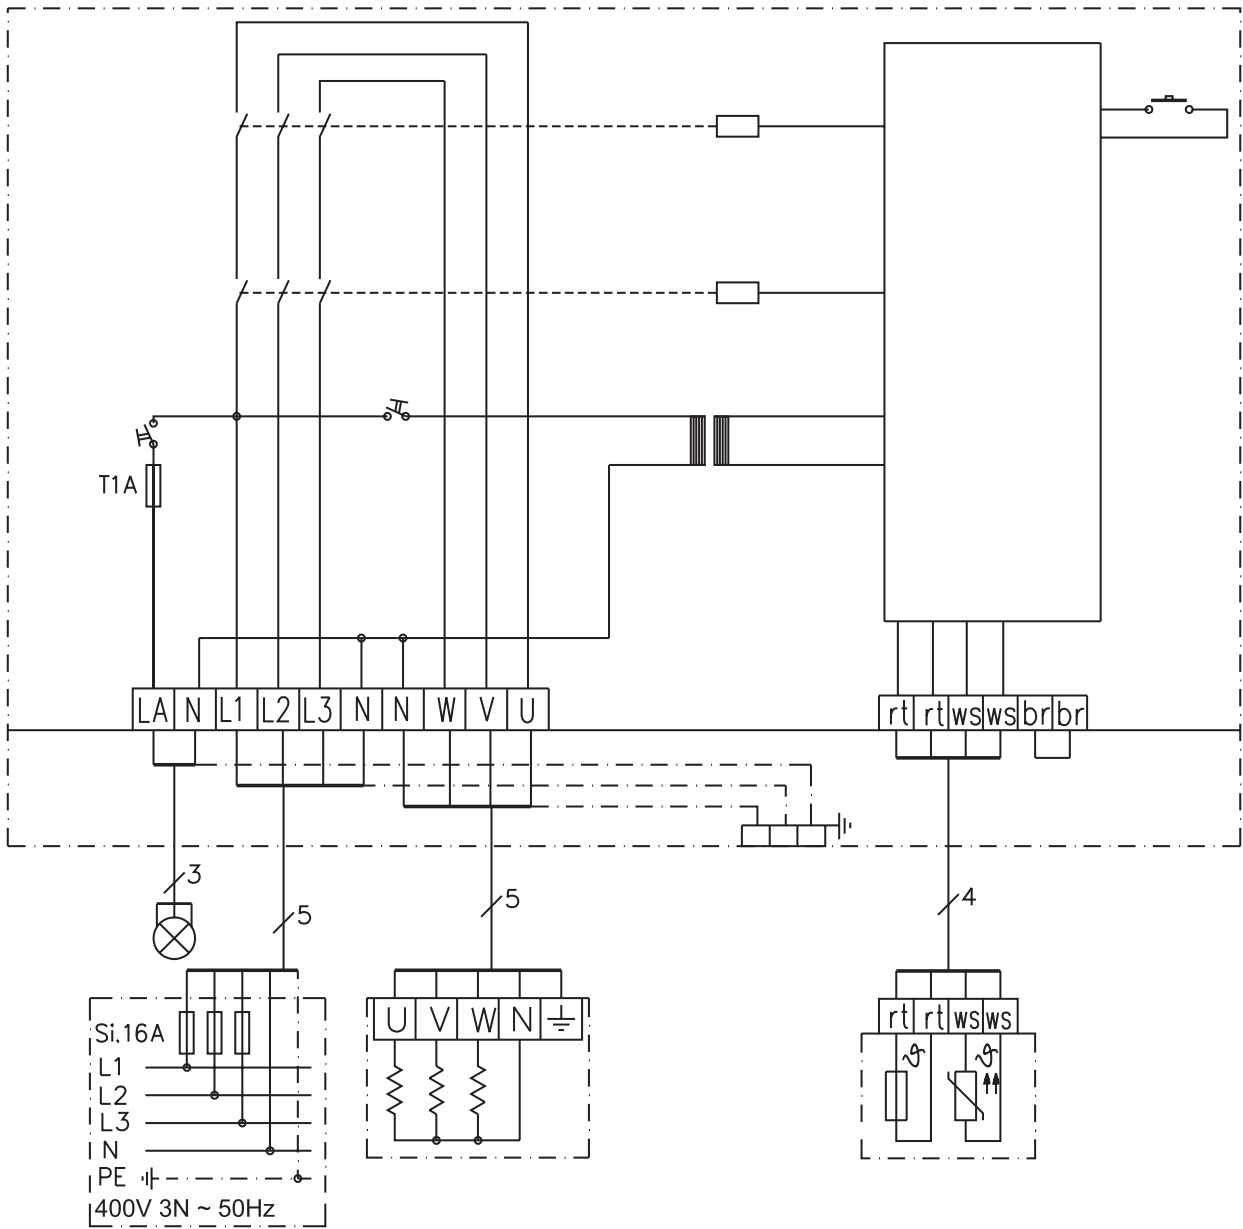 T1A
LA N L1 L2 L3 N N W V U
rt rt ws ws br br
3
5
5
4
U V W N
rt rt ws ws
Si.16A
L1
L2
L3
N
PE
ϑ ϑ
400V 3N ~ 50Hz